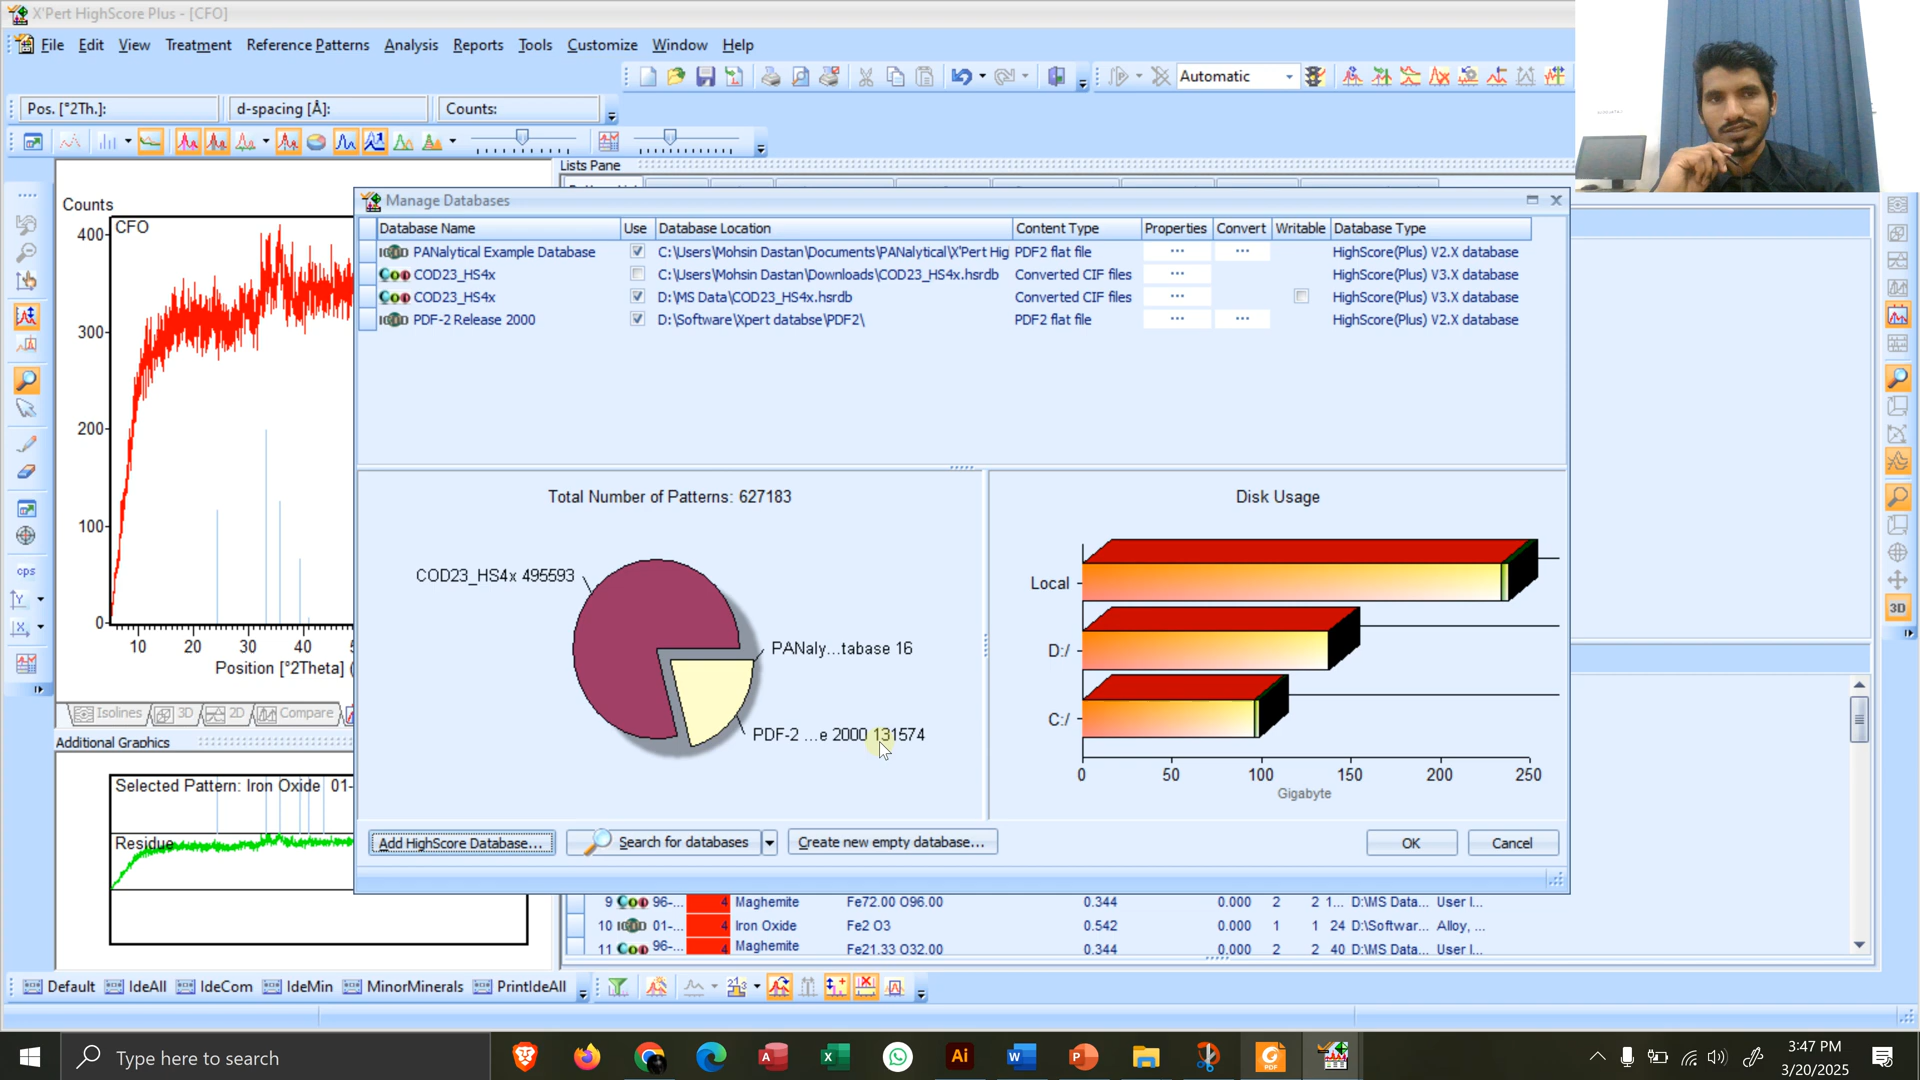 X'Pert HighScore Plus - [CFO]
File Edit View Treatment Reference Patterns Analysis Reports Tools Customize Window Help
Automatic
Pos. [°2Th.]: d-spacing [Å]: Counts:
Lists Pane
Counts
CFO
400
300
200
100
0
10 20 30 40
Position [°2Theta] (
Isolines 3D 2D Compare
Additional Graphics
Selected Pattern: Iron Oxide 01-
Residue
cps
3D
Manage Databases
Database Name Use Database Location Content Type Properties Convert Writable Database Type
PANalytical Example Database C:\Users\Mohsin Dastan\Documents\PANalytical\X'Pert Hig PDF2 flat file ... ... HighScore(Plus) V2.X database
COD23_HS4x C:\Users\Mohsin Dastan\Downloads\COD23_HS4x.hsrdb Converted CIF files ... HighScore(Plus) V3.X database
COD23_HS4x D:\MS Data\COD23_HS4x.hsrdb Converted CIF files ... HighScore(Plus) V3.X database
PDF-2 Release 2000 D:\Software\Xpert databse\PDF2\ PDF2 flat file ... ... HighScore(Plus) V2.X database
Total Number of Patterns: 627183
COD23_HS4x 495593
PANaly...tabase 16
PDF-2 ...e 2000 131574
Disk Usage
Local
D:/
C:/
0 50 100 150 200 250
Gigabyte
Add HighScore Database... Search for databases Create new empty database... OK Cancel
9 96-... 4 Maghemite Fe72.00 O96.00 0.344 0.000 2 2 1... D:\MS Data... User I...
10 01-... 4 Iron Oxide Fe2 O3 0.542 0.000 1 1 24 D:\Softwar... Alloy, ...
11 96-... 4 Maghemite Fe21.33 O32.00 0.344 0.000 2 2 40 D:\MS Data... User I...
Default IdeAll IdeCom IdeMin MinorMinerals PrintIdeAll
Type here to search
3:47 PM
3/20/2025